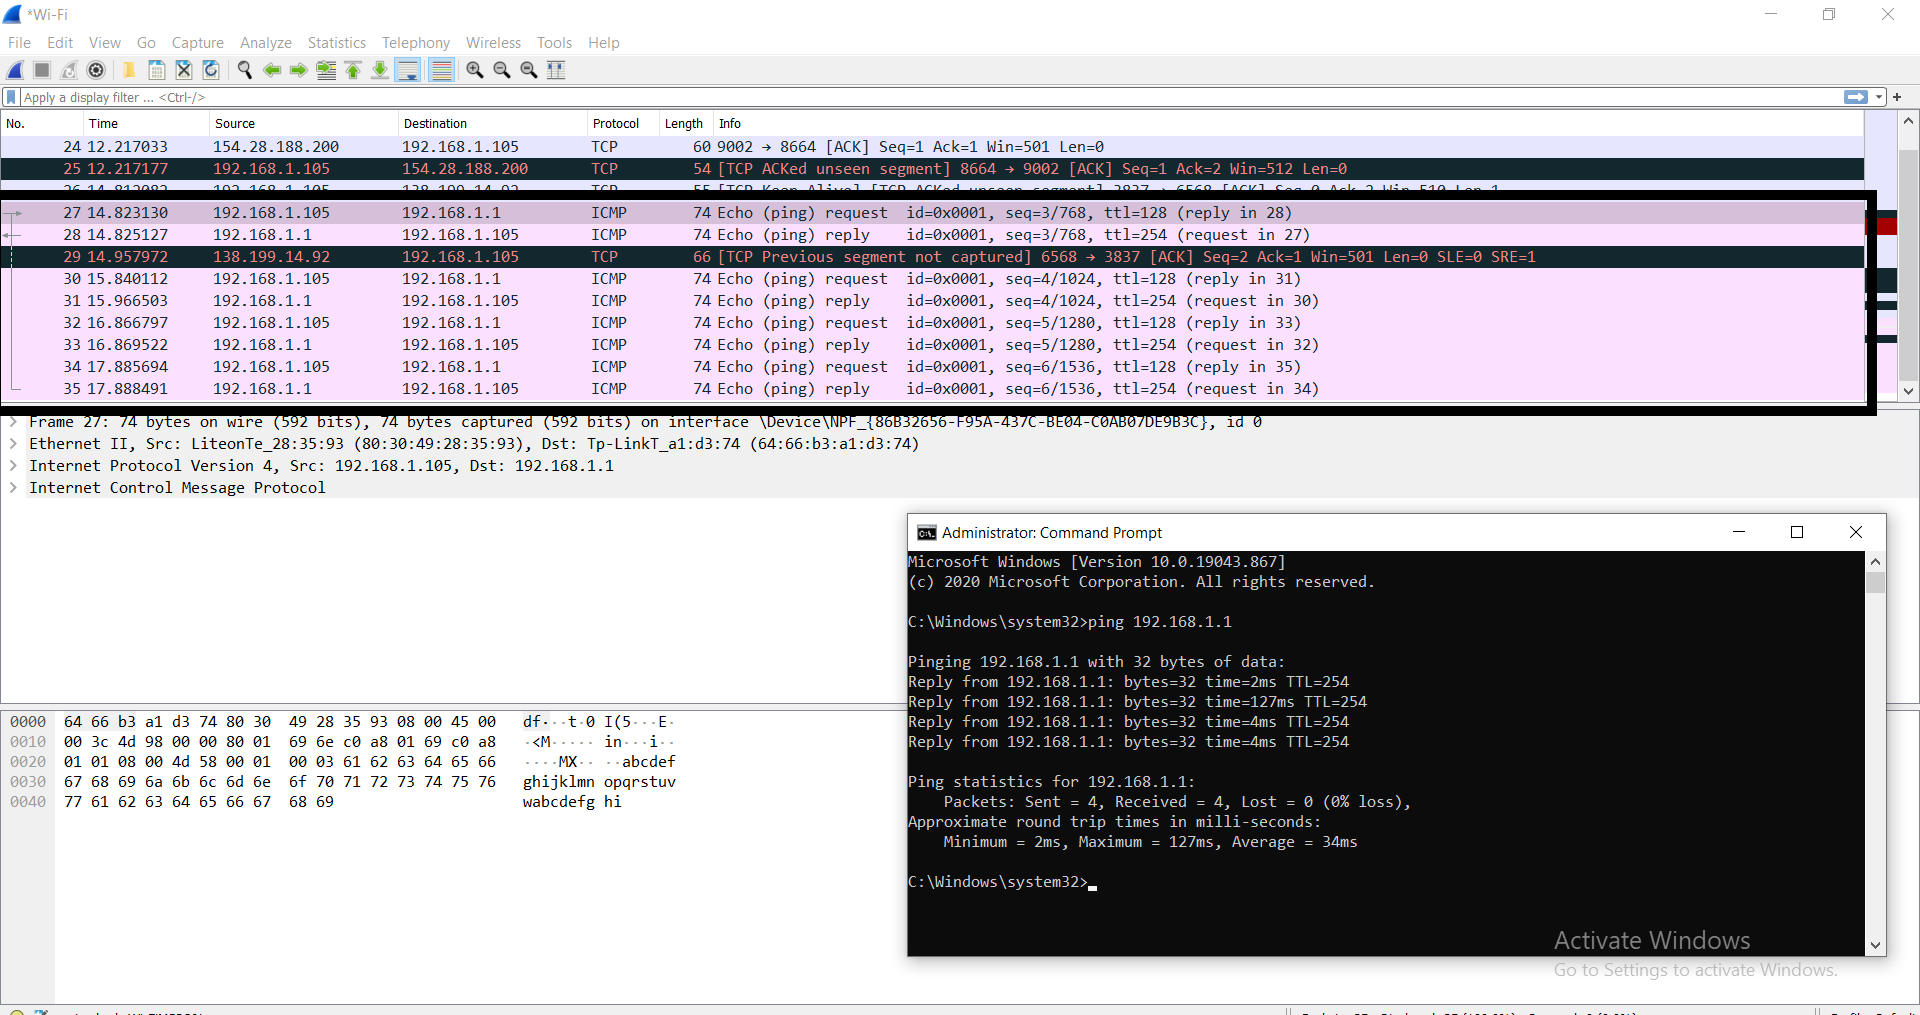 *Wi-Fi
File Edit View Go Capture Analyze Statistics Telephony Wireless Tools Help
Apply a display filter ... <Ctrl-/>
No. Time Source Destination Protocol Length Info
24 12.217033 154.28.188.200 192.168.1.105 TCP 60 9002 → 8664 [ACK] Seq=1 Ack=1 Win=501 Len=0
25 12.217177 192.168.1.105 154.28.188.200 TCP 54 [TCP ACKed unseen segment] 8664 → 9002 [ACK] Seq=1 Ack=2 Win=512 Len=0
26 14.812082 192.168.1.105 138.199.14.92 TCP 55 [TCP Keep-Alive] [TCP ACKed unseen segment] 3837 → 6568 [ACK] Seq=0 Ack=2 Win=510 Len=1
27 14.823130 192.168.1.105 192.168.1.1 ICMP 74 Echo (ping) request id=0x0001, seq=3/768, ttl=128 (reply in 28)
28 14.825127 192.168.1.1 192.168.1.105 ICMP 74 Echo (ping) reply id=0x0001, seq=3/768, ttl=254 (request in 27)
29 14.957972 138.199.14.92 192.168.1.105 TCP 66 [TCP Previous segment not captured] 6568 → 3837 [ACK] Seq=2 Ack=1 Win=501 Len=0 SLE=0 SRE=1
30 15.840112 192.168.1.105 192.168.1.1 ICMP 74 Echo (ping) request id=0x0001, seq=4/1024, ttl=128 (reply in 31)
31 15.966503 192.168.1.1 192.168.1.105 ICMP 74 Echo (ping) reply id=0x0001, seq=4/1024, ttl=254 (request in 30)
32 16.866797 192.168.1.105 192.168.1.1 ICMP 74 Echo (ping) request id=0x0001, seq=5/1280, ttl=128 (reply in 33)
33 16.869522 192.168.1.1 192.168.1.105 ICMP 74 Echo (ping) reply id=0x0001, seq=5/1280, ttl=254 (request in 32)
34 17.885694 192.168.1.105 192.168.1.1 ICMP 74 Echo (ping) request id=0x0001, seq=6/1536, ttl=128 (reply in 35)
35 17.888491 192.168.1.1 192.168.1.105 ICMP 74 Echo (ping) reply id=0x0001, seq=6/1536, ttl=254 (request in 34)
Frame 27: 74 bytes on wire (592 bits), 74 bytes captured (592 bits) on interface \Device\NPF_{86B32656-F95A-437C-BE04-C0AB07DE9B3C}, id 0
Ethernet II, Src: LiteonTe_28:35:93 (80:30:49:28:35:93), Dst: Tp-LinkT_a1:d3:74 (64:66:b3:a1:d3:74)
Internet Protocol Version 4, Src: 192.168.1.105, Dst: 192.168.1.1
Internet Control Message Protocol
Administrator: Command Prompt
Microsoft Windows [Version 10.0.19043.867]
(c) 2020 Microsoft Corporation. All rights reserved.
C:\Windows\system32>ping 192.168.1.1
Pinging 192.168.1.1 with 32 bytes of data:
Reply from 192.168.1.1: bytes=32 time=2ms TTL=254
Reply from 192.168.1.1: bytes=32 time=127ms TTL=254
Reply from 192.168.1.1: bytes=32 time=4ms TTL=254
Reply from 192.168.1.1: bytes=32 time=4ms TTL=254
Ping statistics for 192.168.1.1:
Packets: Sent = 4, Received = 4, Lost = 0 (0% loss),
Approximate round trip times in milli-seconds:
Minimum = 2ms, Maximum = 127ms, Average = 34ms
C:\Windows\system32>
0000 64 66 b3 a1 d3 74 80 30 49 28 35 93 08 00 45 00 df···t·0 I(5···E·
0010 00 3c 4d 98 00 00 80 01 69 6e c0 a8 01 69 c0 a8 ·<M····· in···i··
0020 01 01 08 00 4d 58 00 01 00 03 61 62 63 64 65 66 ····MX·· ··abcdef
0030 67 68 69 6a 6b 6c 6d 6e 6f 70 71 72 73 74 75 76 ghijklmn opqrstuv
0040 77 61 62 63 64 65 66 67 68 69 wabcdefg hi
Activate Windows
Go to Settings to activate Windows.